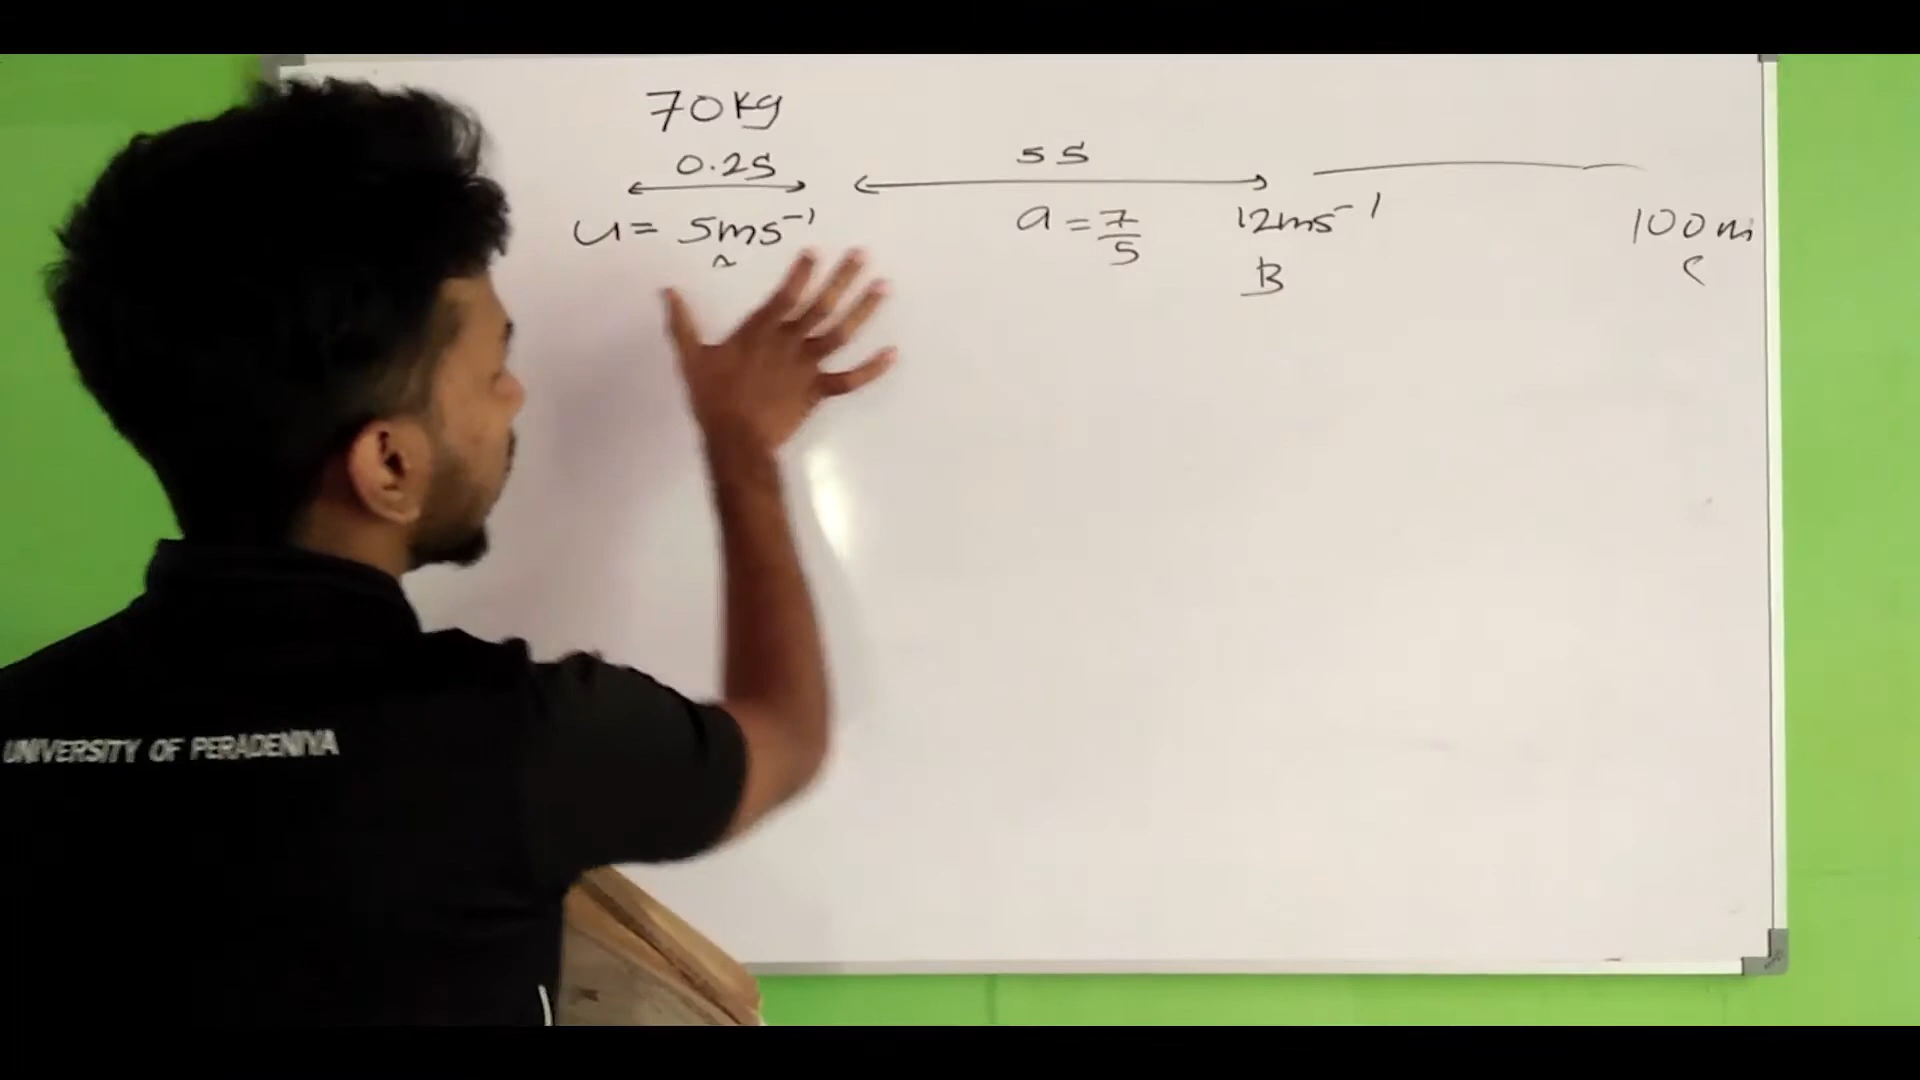 70kg
0.2s
5s
u = 5ms⁻¹
a = 7/5
12ms⁻¹
100m
A
B
C
UNIVERSITY OF PERADENIYA